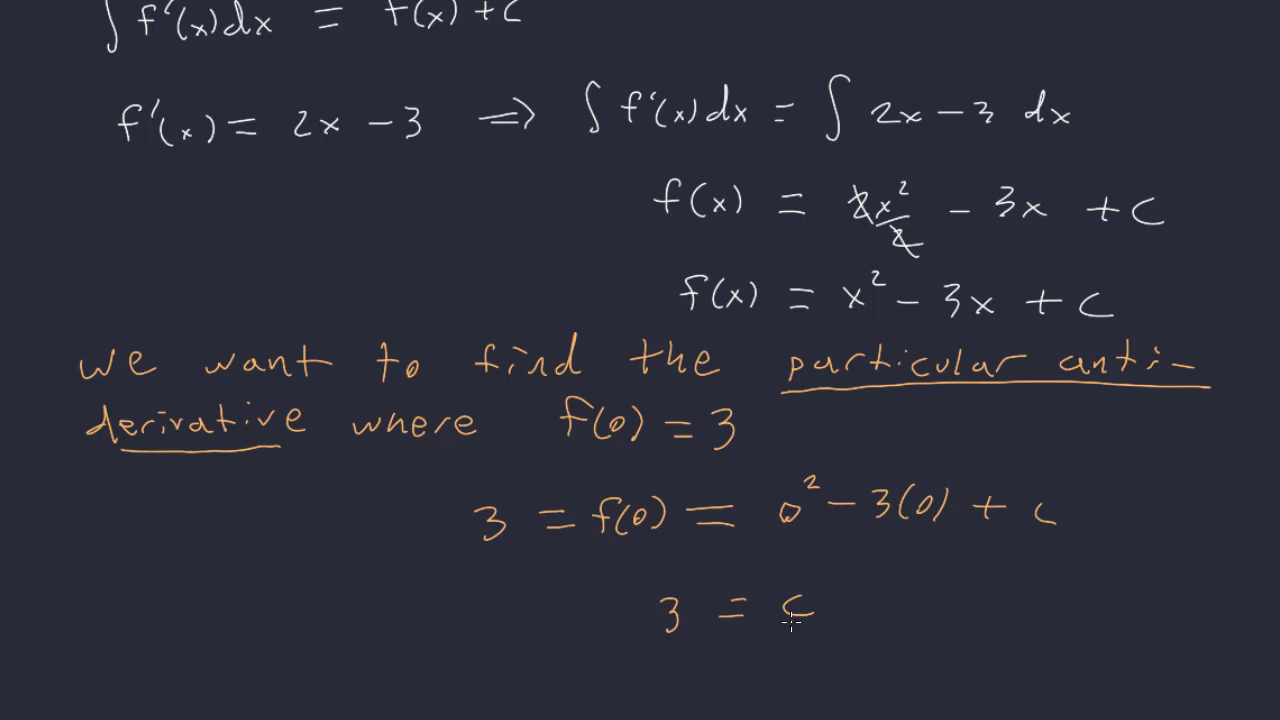 ∫ f'(x)dx = f(x) + C
f'(x) = 2x - 3 ⟹ ∫ f'(x) dx = ∫ 2x - 3 dx
f(x) = 2x²/2 - 3x + C
f(x) = x² - 3x + C
we want to find the particular anti-
derivative where f(0) = 3
3 = f(0) = 0² - 3(0) + C
3 = C